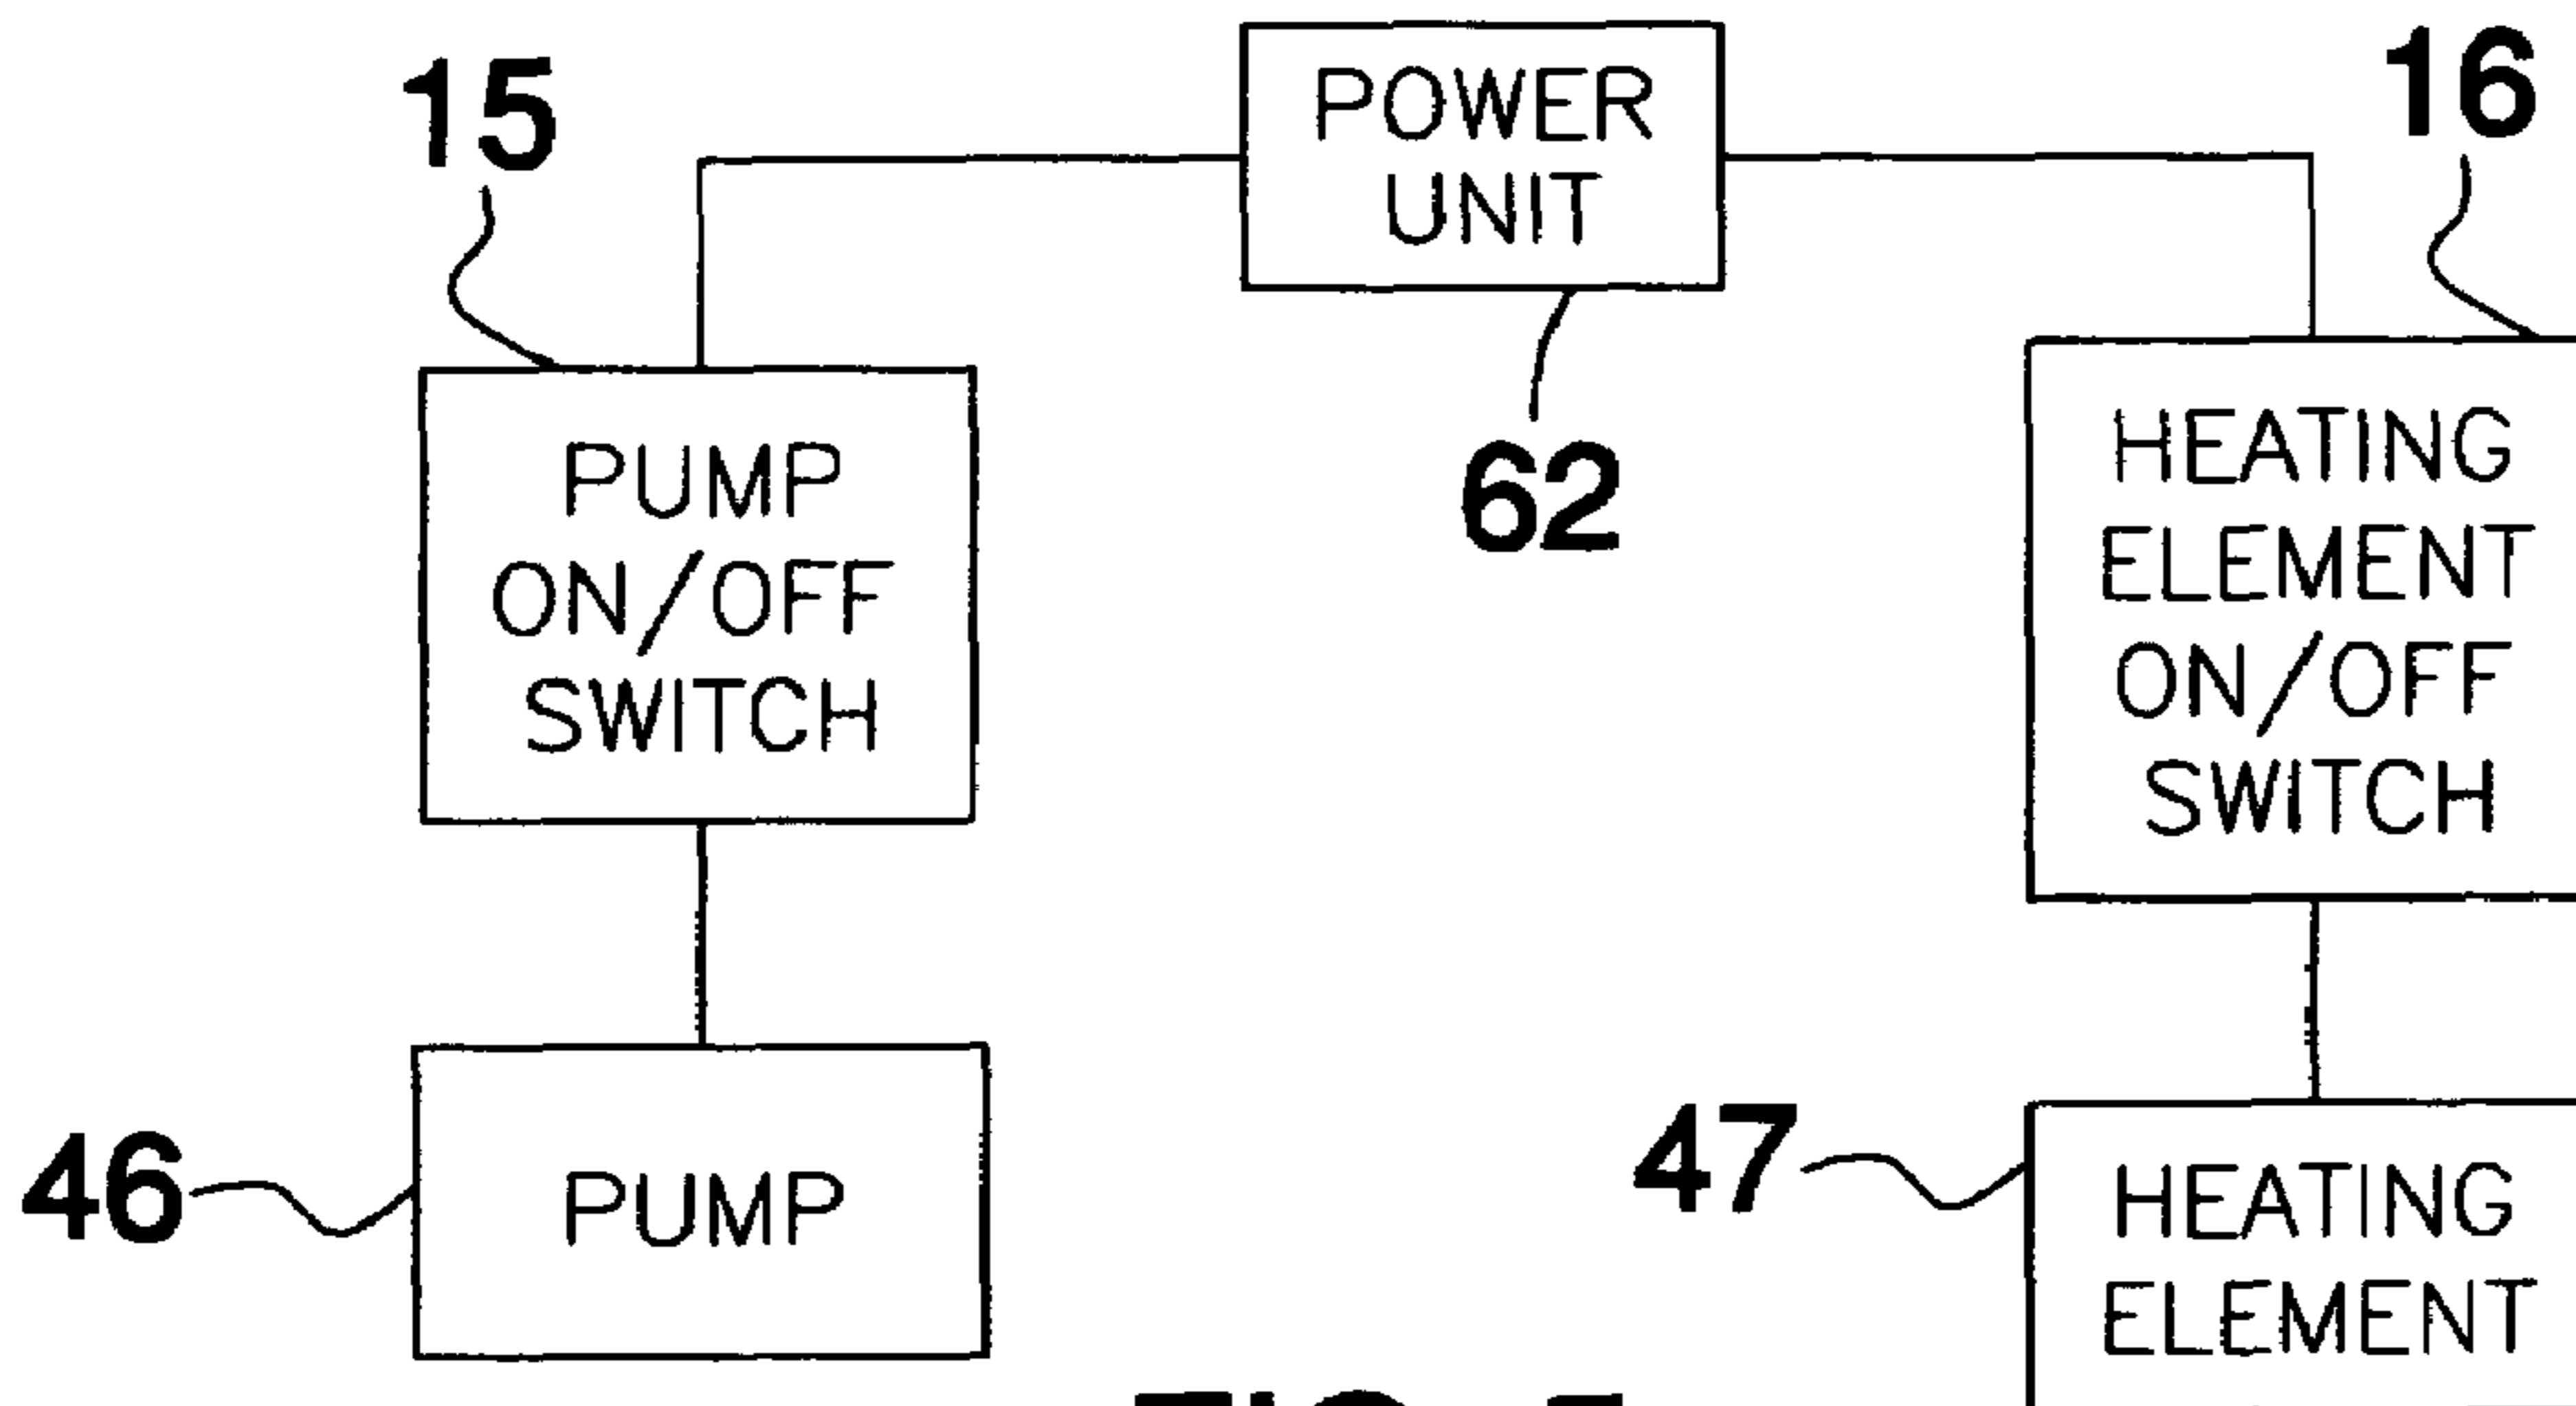 15
POWER
UNIT
16
62
PUMP
ON/OFF
SWITCH
HEATING
ELEMENT
ON/OFF
SWITCH
46
PUMP
47
HEATING
ELEMENT